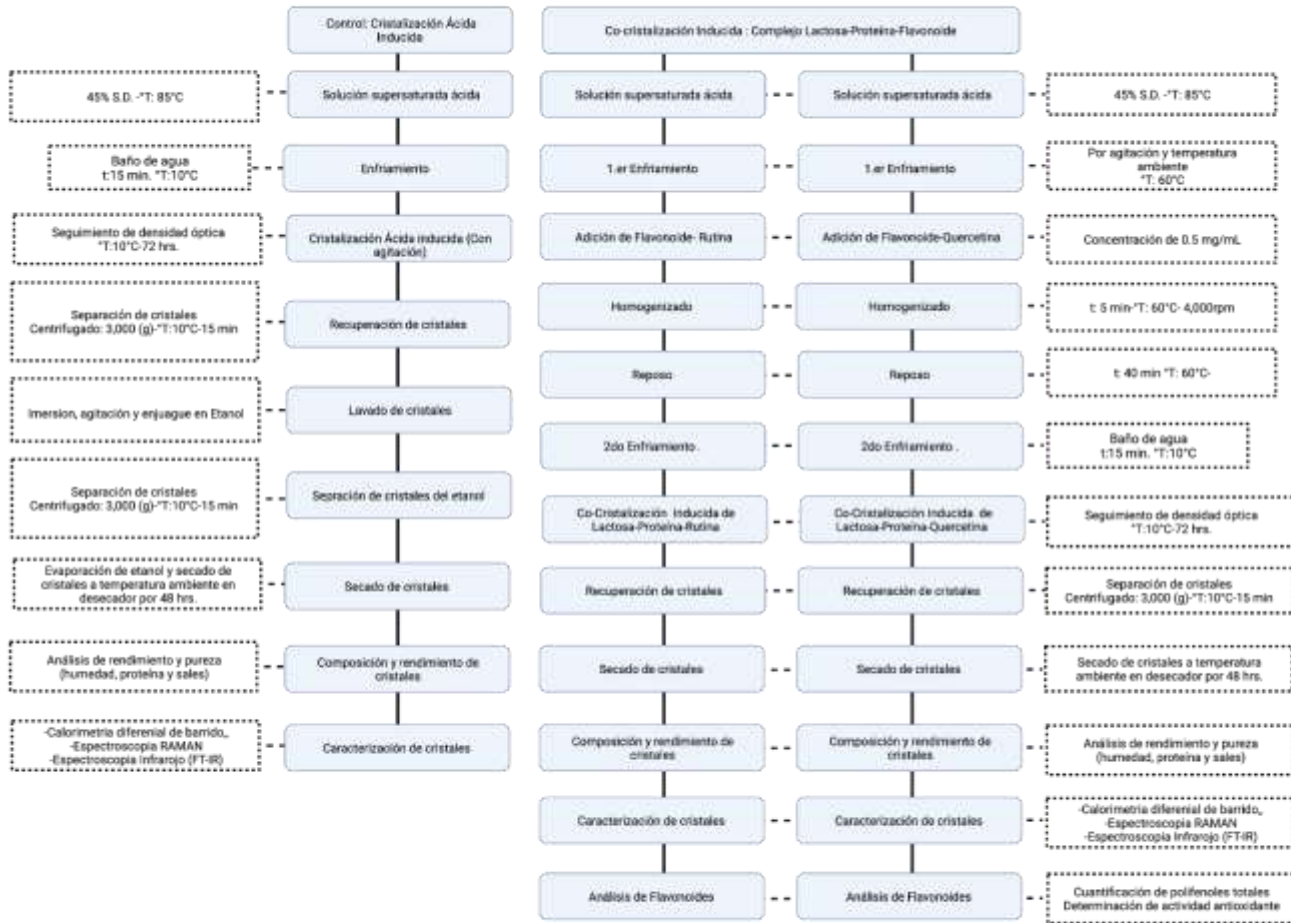 Control: Cristalización Ácida
Inducida
45% S.D. -°T: 85°C
Solución supersaturada ácida
Baño de agua
t:15 min. °T:10°C
Enfriamiento
Seguimiento de densidad óptica
°T:10°C-72 hrs.
Cristalización Ácida inducida (Con
agitación)
Separación de cristales
Centrifugado: 3,000 (g)-°T:10°C-15 min
Recuperación de cristales
Imersion, agitación y enjuague en Etanol
Lavado de cristales
Separación de cristales
Centrifugado: 3,000 (g)-°T:10°C-15 min
Sepración de cristales del etanol
Evaporación de etanol y secado de
cristales a temperatura ambiente en
desecador por 48 hrs.
Secado de cristales
Análisis de rendimiento y pureza
(humedad, proteína y sales)
Composición y rendimiento de
cristales
-Calorimetria diferenial de barrido,,
-Espectroscopia RAMAN
-Espectroscopia Infrarojo (FT-IR)
Caracterización de cristales
Co-cristalización Inducida : Complejo Lactosa-Proteína-Flavonoide
Solución supersaturada ácida
Solución supersaturada ácida
45% S.D. -°T: 85°C
1.er Enfriamiento
1.er Enfriamiento
Por agitación y temperatura
ambiente
°T: 60°C
Adición de Flavonoide- Rutina
Adición de Flavonoide-Quercetina
Concentración de 0.5 mg/mL
Homogenizado
Homogenizado
t: 5 min-°T: 60°C- 4,000rpm
Reposo
Reposo
t: 40 min °T: 60°C-
2do Enfriamiento .
2do Enfriamiento .
Baño de agua
t:15 min. °T:10°C
Co-Cristalización Inducida de
Lactosa-Proteína-Rutina
Co-Cristalización Inducida de
Lactosa-Proteína-Quercetina
Seguimiento de densidad óptica
°T:10°C-72 hrs.
Recuperación de cristales
Recuperación de cristales
Separación de cristales
Centrifugado: 3,000 (g)-°T:10°C-15 min
Secado de cristales
Secado de cristales
Secado de cristales a temperatura
ambiente en desecador por 48 hrs.
Composición y rendimiento de
cristales
Composición y rendimiento de
cristales
Análisis de rendimiento y pureza
(humedad, proteína y sales)
Caracterización de cristales
Caracterización de cristales
-Calorimetria diferenial de barrido,,
-Espectroscopia RAMAN
-Espectroscopia Infrarojo (FT-IR)
Análisis de Flavonoides
Análisis de Flavonoides
Cuantificación de polifenoles totales
Determinación de actividad antioxidante